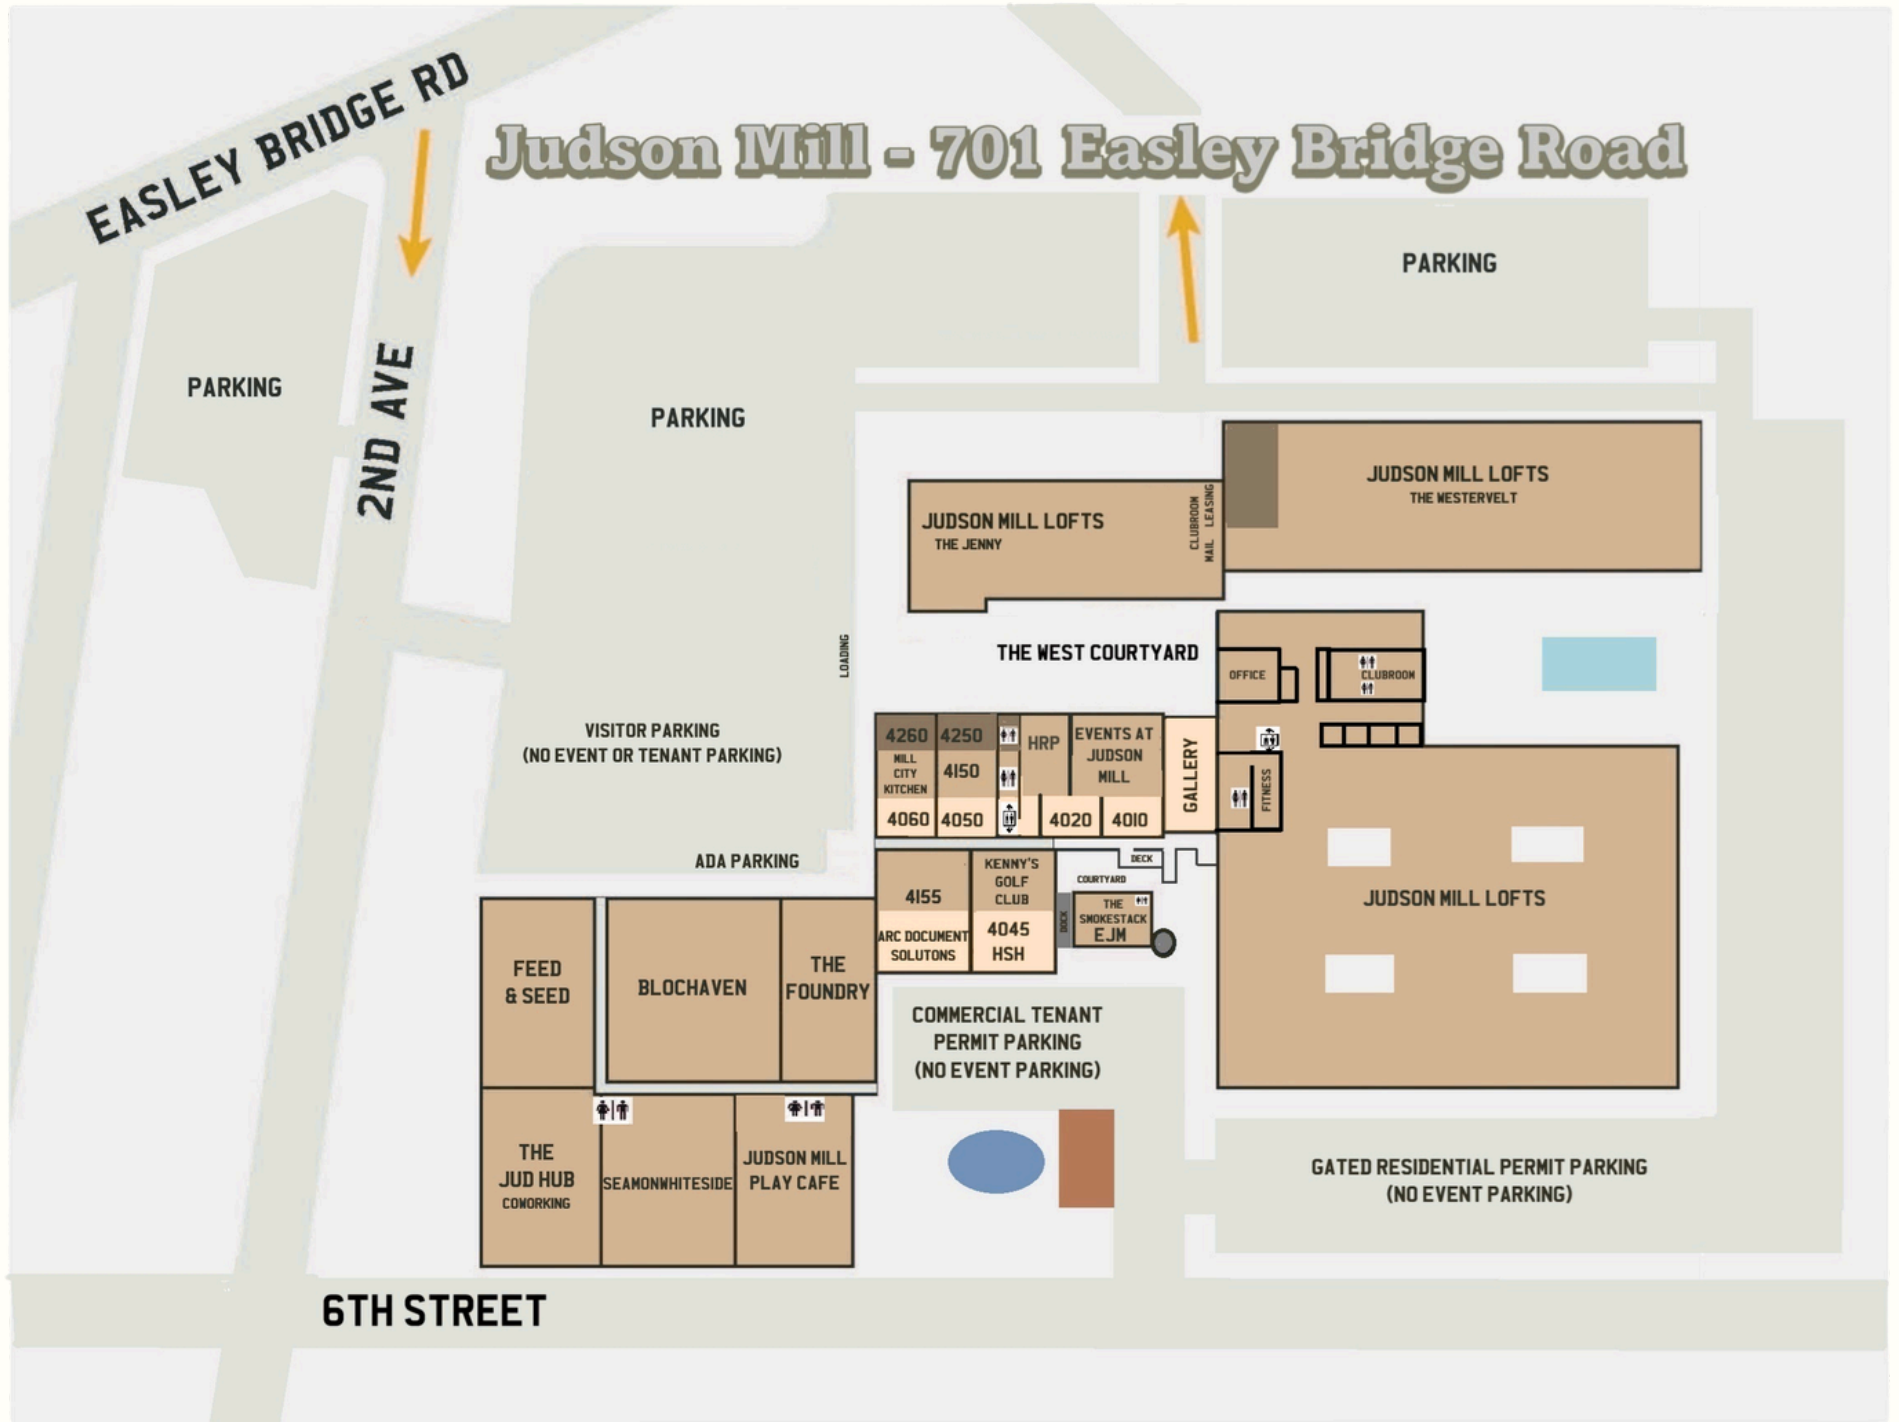 EASLEY BRIDGE RD
Judson Mill - 701 Easley Bridge Road
PARKING
PARKING
2ND AVE
PARKING
JUDSON MILL LOFTS
THE WESTERVELT
JUDSON MILL LOFTS
THE JENNY
CLUBROOM
MAIL LEASING
LOADING
THE WEST COURTYARD
OFFICE
CLUBROOM
VISITOR PARKING
(NO EVENT OR TENANT PARKING)
4260
4250
HRP
EVENTS AT
JUDSON
MILL
MILL
CITY
KITCHEN
4150
GALLERY
FITNESS
4060
4050
4020
4010
ADA PARKING
DECK
4155
KENNY'S
GOLF
CLUB
COURTYARD
ARC DOCUMENT
SOLUTONS
4045
HSH
DOCK
THE
SMOKESTACK
EJM
JUDSON MILL LOFTS
FEED
& SEED
BLOCHAVEN
THE
FOUNDRY
COMMERCIAL TENANT
PERMIT PARKING
(NO EVENT PARKING)
THE
JUD HUB
COWORKING
SEAMONWHITESIDE
JUDSON MILL
PLAY CAFE
GATED RESIDENTIAL PERMIT PARKING
(NO EVENT PARKING)
6TH STREET